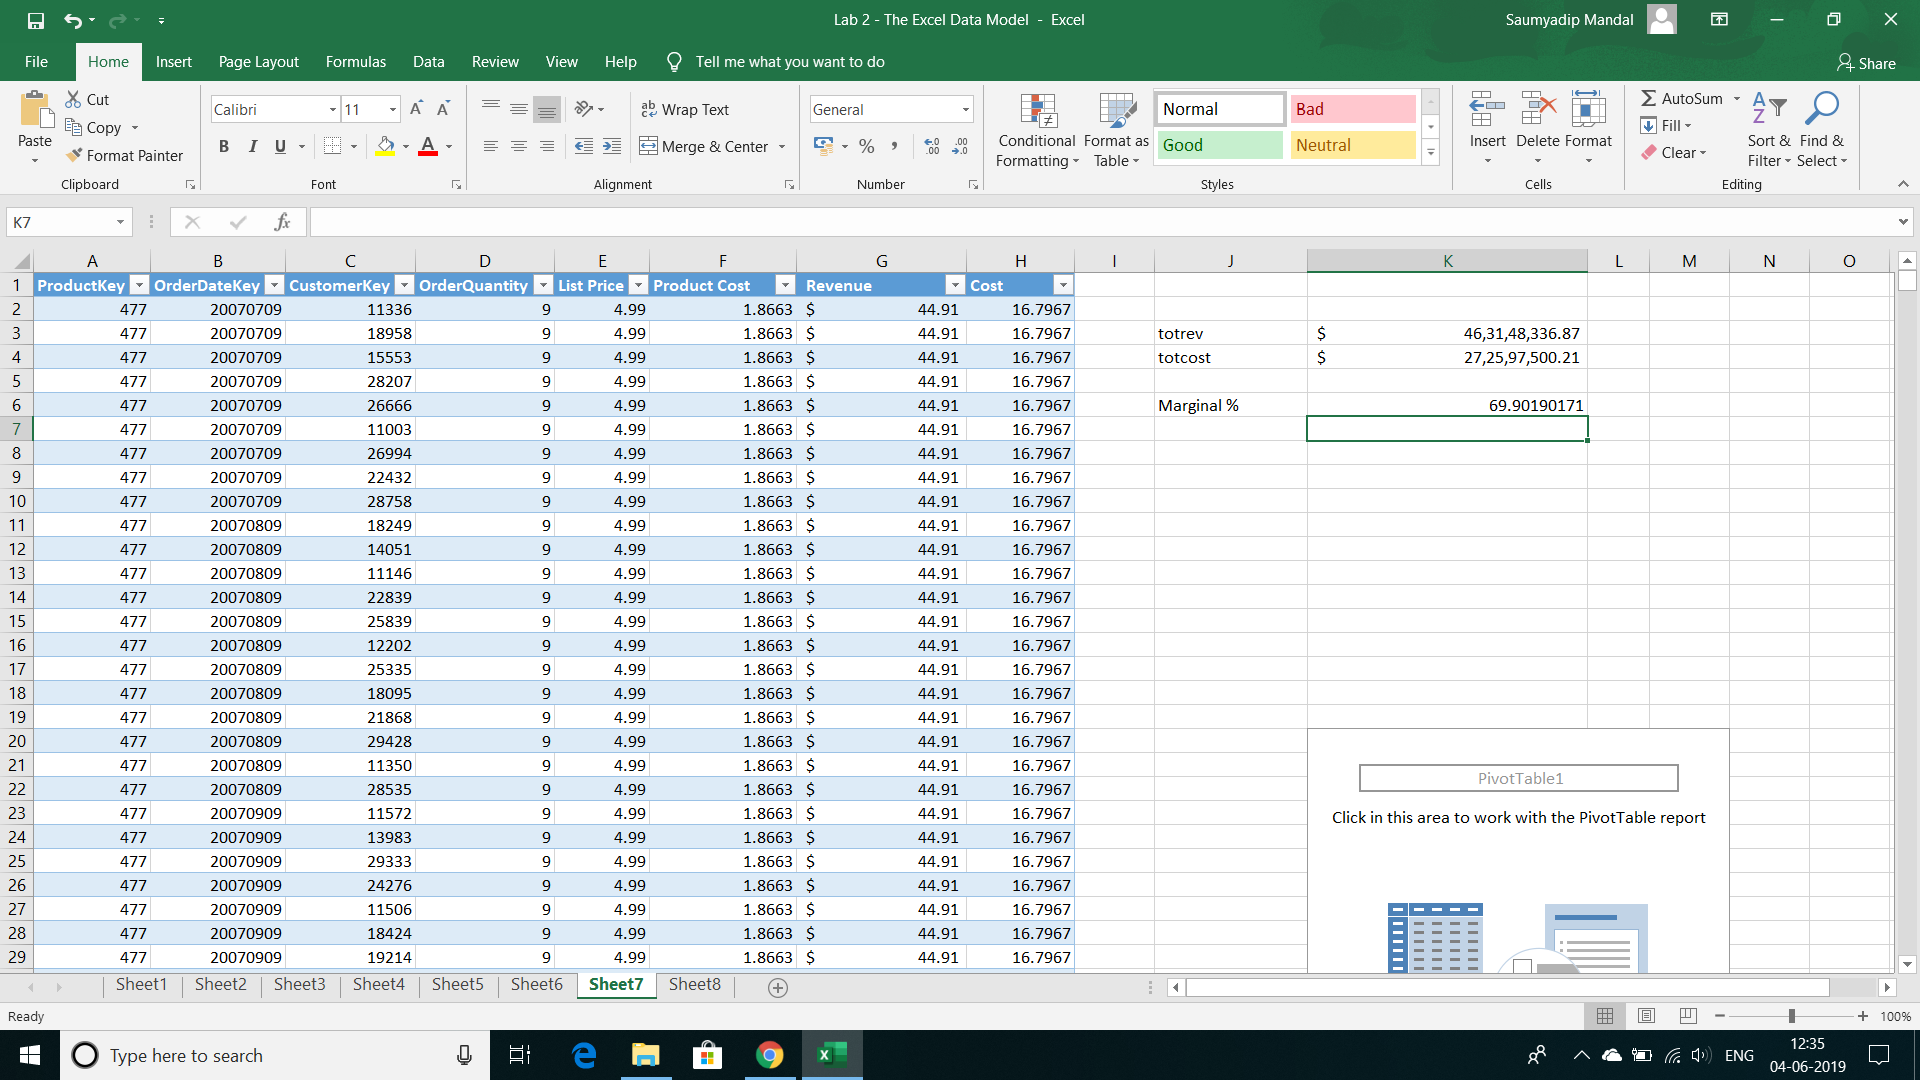 Lab 2 - The Excel Data Model - Excel
Saumyadip Mandal
File Home Insert Page Layout Formulas Data Review View Help Tell me what you want to do Share
Paste Cut Copy Format Painter Clipboard
Calibri 11 B I U A Font
ab Wrap Text Merge & Center Alignment
General % Number
Conditional Formatting Format as Table Normal Bad Good Neutral Styles
Insert Delete Format Cells
AutoSum Fill Clear Sort & Filter Find & Select Editing
K7 fx
A B C D E F G H I J K L M N O
1 ProductKey OrderDateKey CustomerKey OrderQuantity List Price Product Cost Revenue Cost
2 477 20070709 11336 9 4.99 1.8663 $ 44.91 16.7967
3 477 20070709 18958 9 4.99 1.8663 $ 44.91 16.7967 totrev $ 46,31,48,336.87
4 477 20070709 15553 9 4.99 1.8663 $ 44.91 16.7967 totcost $ 27,25,97,500.21
5 477 20070709 28207 9 4.99 1.8663 $ 44.91 16.7967
6 477 20070709 26666 9 4.99 1.8663 $ 44.91 16.7967 Marginal % 69.90190171
7 477 20070709 11003 9 4.99 1.8663 $ 44.91 16.7967
8 477 20070709 26994 9 4.99 1.8663 $ 44.91 16.7967
9 477 20070709 22432 9 4.99 1.8663 $ 44.91 16.7967
10 477 20070709 28758 9 4.99 1.8663 $ 44.91 16.7967
11 477 20070809 18249 9 4.99 1.8663 $ 44.91 16.7967
12 477 20070809 14051 9 4.99 1.8663 $ 44.91 16.7967
13 477 20070809 11146 9 4.99 1.8663 $ 44.91 16.7967
14 477 20070809 22839 9 4.99 1.8663 $ 44.91 16.7967
15 477 20070809 25839 9 4.99 1.8663 $ 44.91 16.7967
16 477 20070809 12202 9 4.99 1.8663 $ 44.91 16.7967
17 477 20070809 25335 9 4.99 1.8663 $ 44.91 16.7967
18 477 20070809 18095 9 4.99 1.8663 $ 44.91 16.7967
19 477 20070809 21868 9 4.99 1.8663 $ 44.91 16.7967
20 477 20070809 29428 9 4.99 1.8663 $ 44.91 16.7967
21 477 20070809 11350 9 4.99 1.8663 $ 44.91 16.7967
22 477 20070809 28535 9 4.99 1.8663 $ 44.91 16.7967
23 477 20070909 11572 9 4.99 1.8663 $ 44.91 16.7967
24 477 20070909 13983 9 4.99 1.8663 $ 44.91 16.7967
25 477 20070909 29333 9 4.99 1.8663 $ 44.91 16.7967
26 477 20070909 24276 9 4.99 1.8663 $ 44.91 16.7967
27 477 20070909 11506 9 4.99 1.8663 $ 44.91 16.7967
28 477 20070909 18424 9 4.99 1.8663 $ 44.91 16.7967
29 477 20070909 19214 9 4.99 1.8663 $ 44.91 16.7967
PivotTable1
Click in this area to work with the PivotTable report
Sheet1 Sheet2 Sheet3 Sheet4 Sheet5 Sheet6 Sheet7 Sheet8
Ready 100%
Type here to search
ENG
12:35
04-06-2019